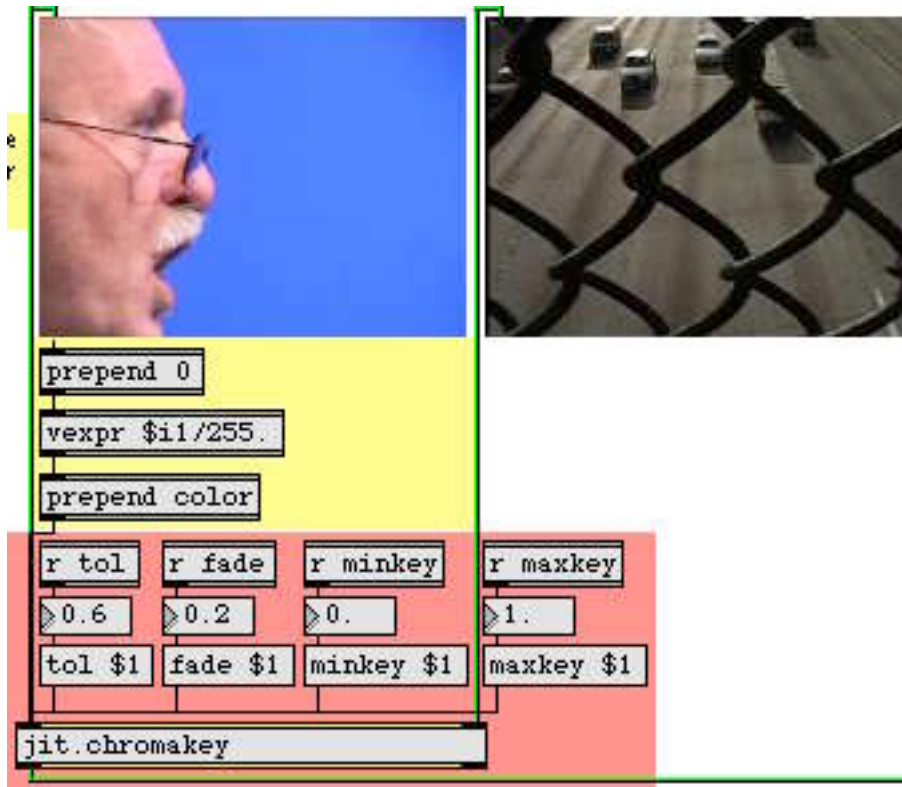 e
r
prepend 0
vexpr $i1/255.
prepend color
r tol r fade r minkey r maxkey
0.6 0.2 0. 1.
tol $1 fade $1 minkey $1 maxkey $1
jit.chromakey